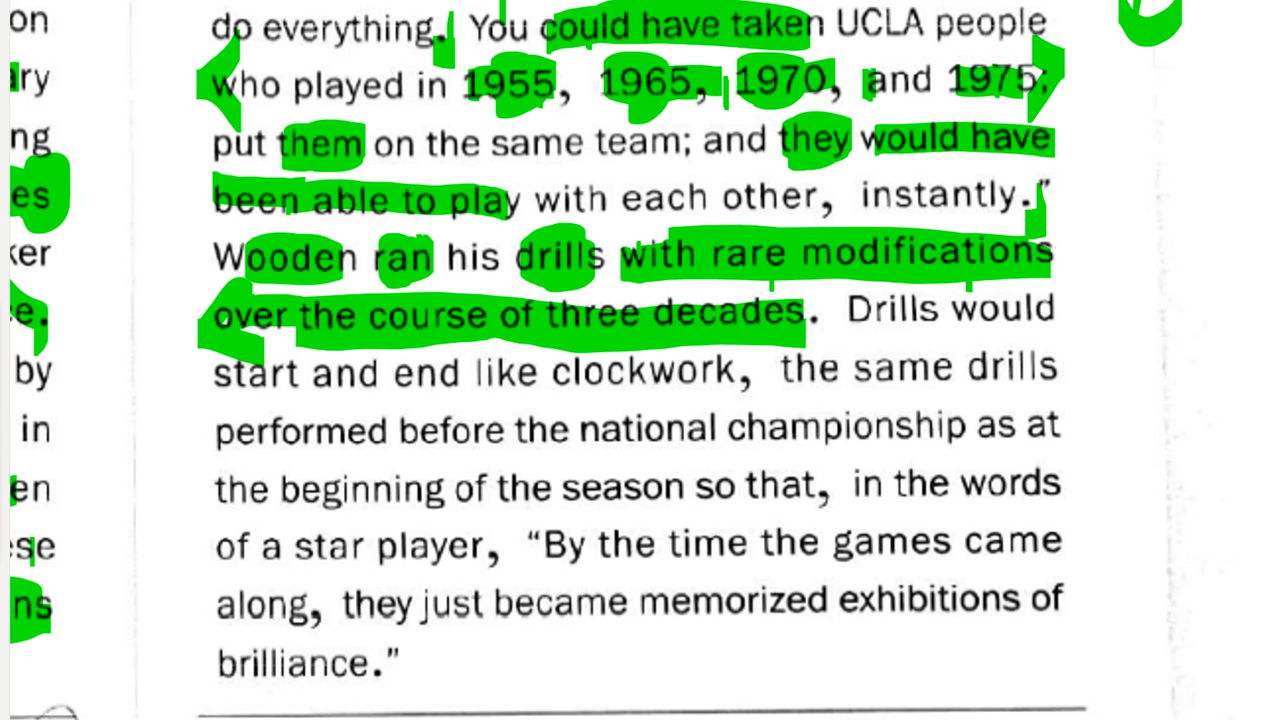 on
ary
ng
es
ker
e.
by
in
en
se
ns
do everything. You could have taken UCLA people
who played in 1955, 1965, 1970, and 1975;
put them on the same team; and they would have
been able to play with each other, instantly.”
Wooden ran his drills with rare modifications
over the course of three decades. Drills would
start and end like clockwork, the same drills
performed before the national championship as at
the beginning of the season so that, in the words
of a star player, “By the time the games came
along, they just became memorized exhibitions of
brilliance.”